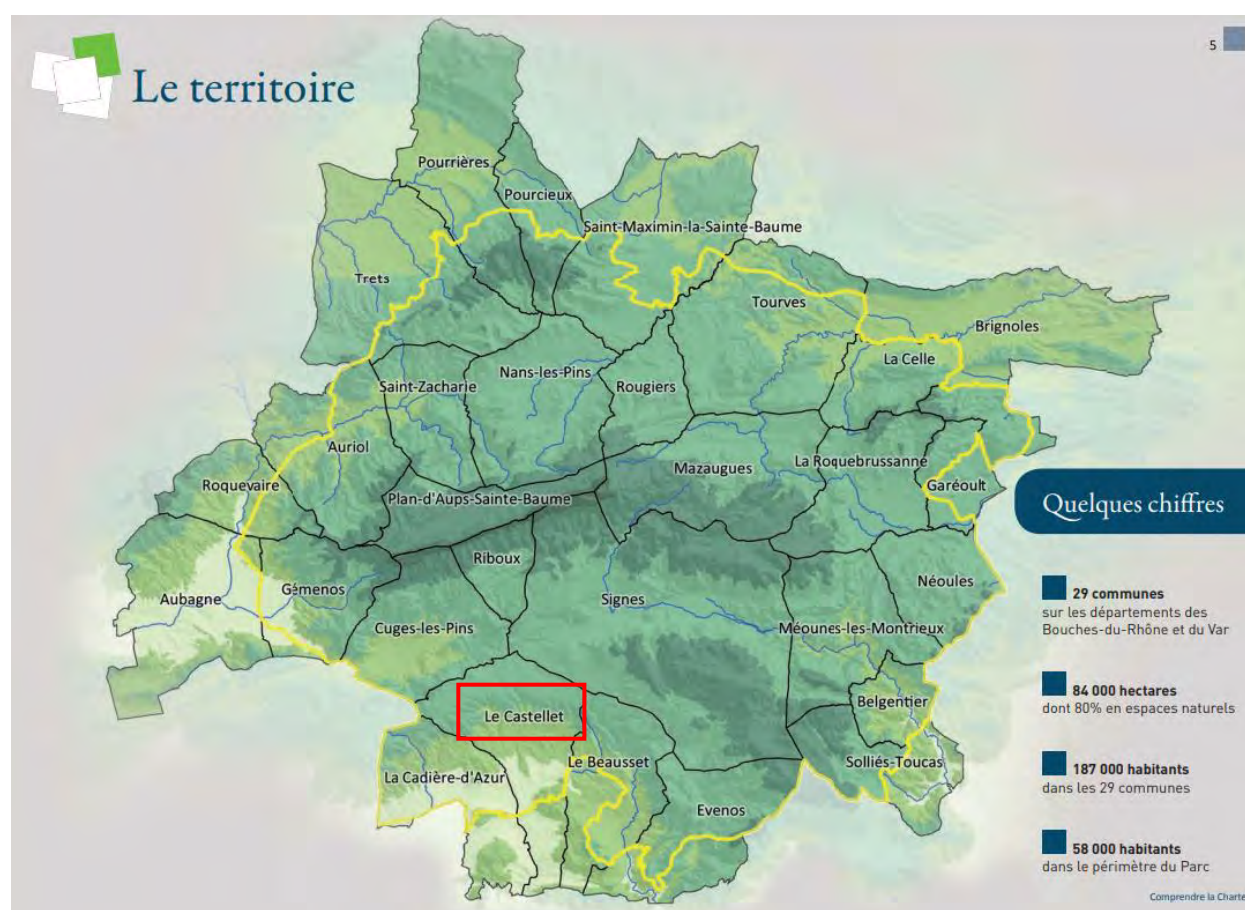 5
Le territoire
Pourrières
Pourcieux
Saint-Maximin-la-Sainte-Baume
Trets
Tourves
Brignoles
La Celle
Saint-Zacharie
Nans-les-Pins
Rougiers
Auriol
Mazaugues
La Roquebrussanne
Roquevaire
Garéoult
Plan-d'Aups-Sainte-Baume
Riboux
Néoules
Aubagne
Gémenos
Signes
Cuges-les-Pins
Méounes-les-Montrieux
Belgentier
Le Castellet
La Cadière-d'Azur
Le Beausset
Solliés-Toucas
Evenos
Quelques chiffres
29 communes
sur les départements des
Bouches-du-Rhône et du Var
84 000 hectares
dont 80% en espaces naturels
187 000 habitants
dans les 29 communes
58 000 habitants
dans le périmètre du Parc
Comprendre la Charte